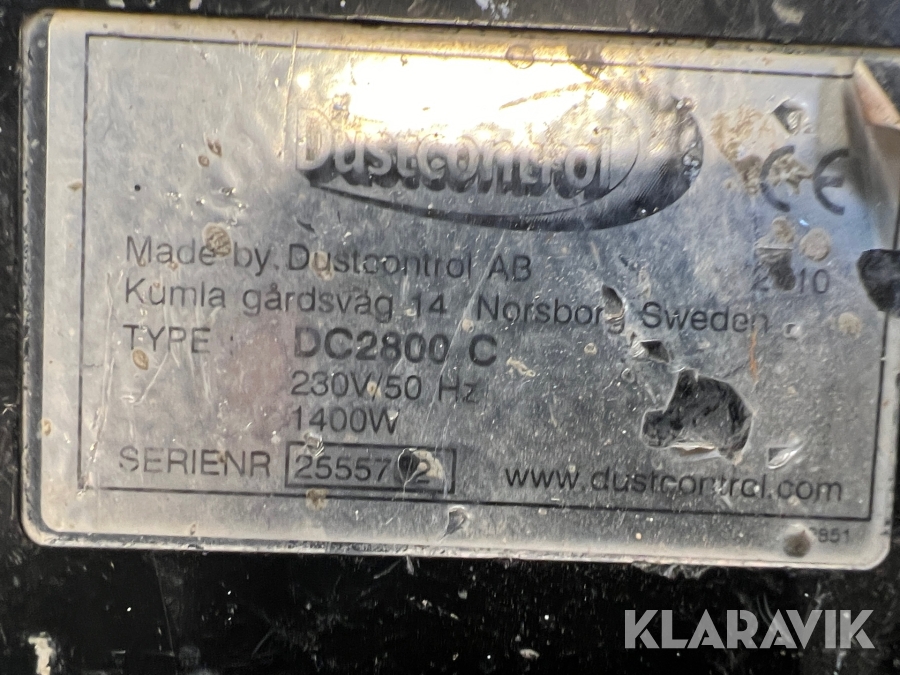 Dustcontrol
CE
Made by Dustcontrol AB
Kumla gårdsväg 14 Norsborg Sweden
TYPE DC2800 C
230V/50 Hz
1400W
SERIENR
www.dustcontrol.com
KLARAVIK